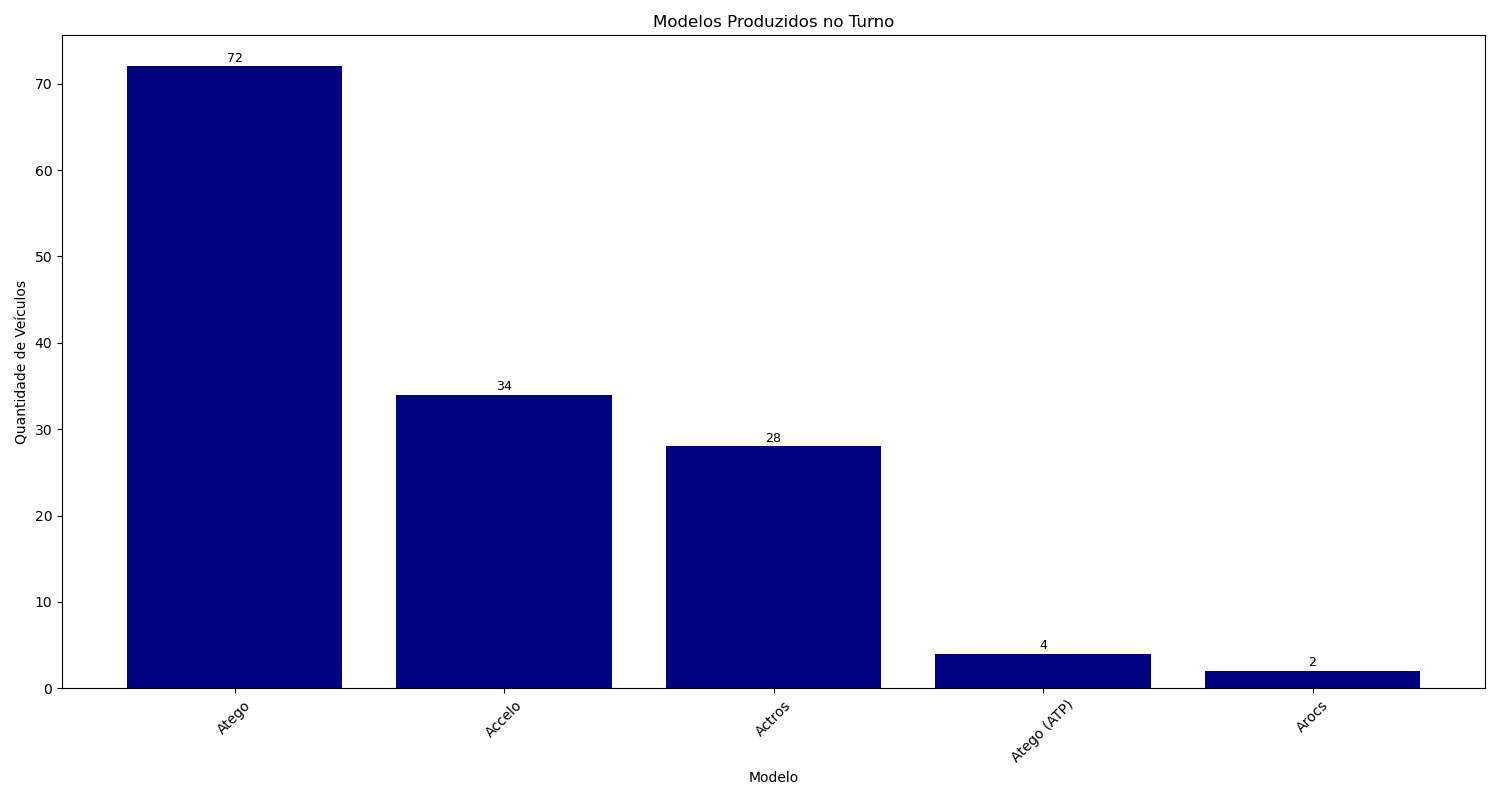 Modelos Produzidos no Turno
Quantidade de Veículos
70
60
50
40
30
20
10
0
72
34
28
4
2
Atego
Accelo
Actros
Atego (ATP)
Arocs
Modelo